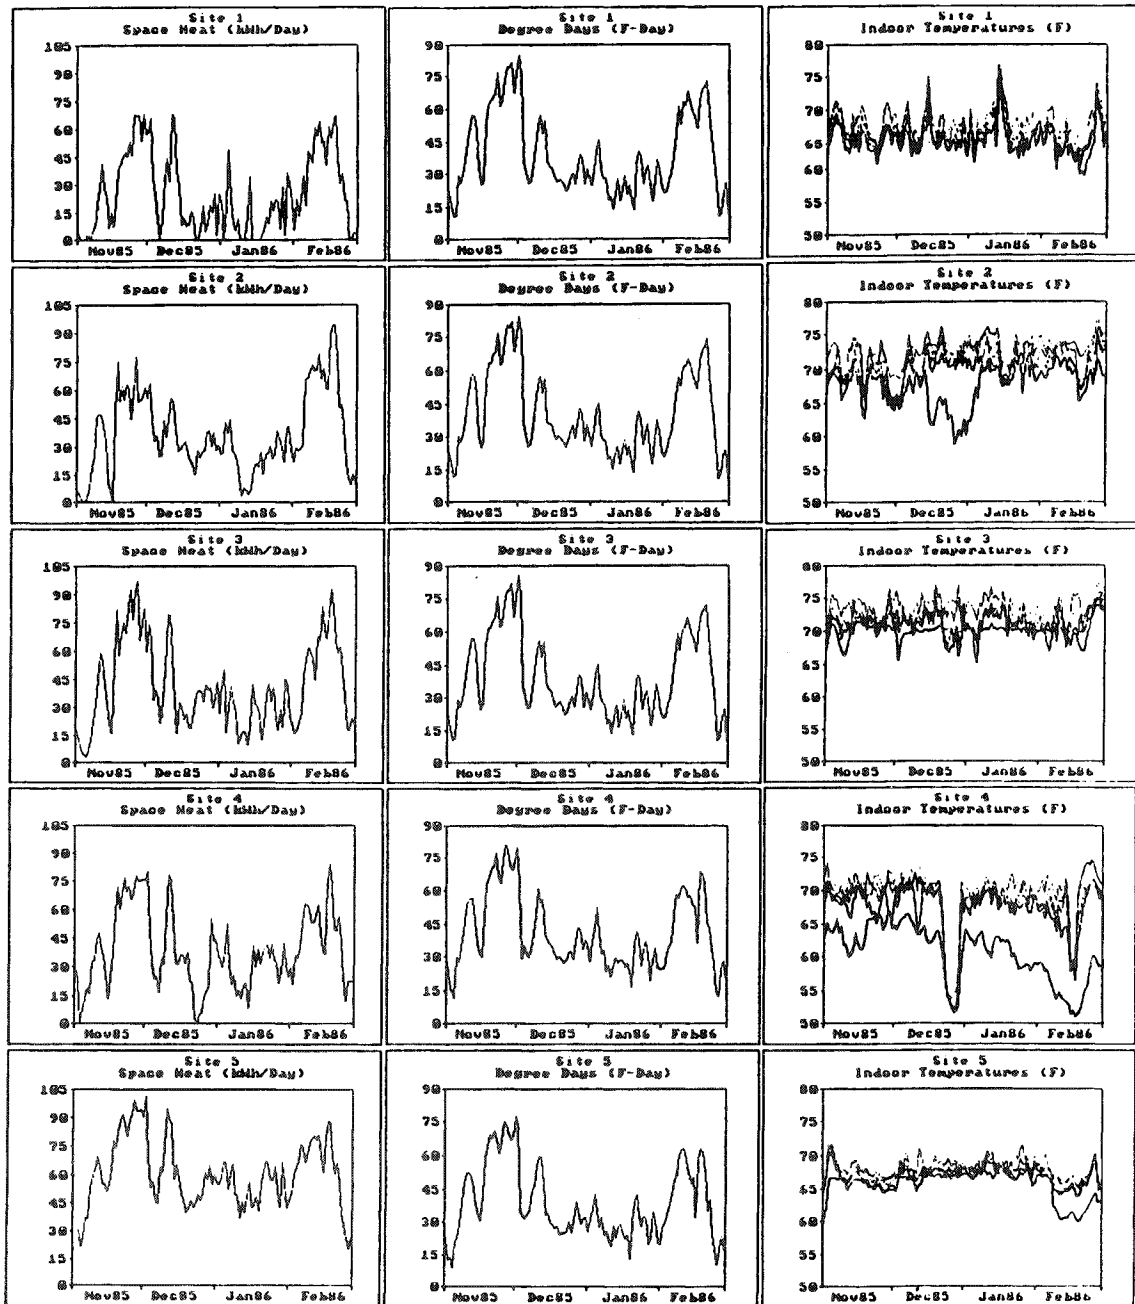 Site 1
Space Heat (kWh/Day)
105
90
75
60
45
30
15
0
Nov85 Dec85 Jan86 Feb86
Site 1
Degree Days (F-Day)
90
75
60
45
30
15
0
Nov85 Dec85 Jan86 Feb86
Site 1
Indoor Temperatures (F)
80
75
70
65
60
55
50
Nov85 Dec85 Jan86 Feb86
Site 2
Space Heat (kWh/Day)
105
90
75
60
45
30
15
0
Nov85 Dec85 Jan86 Feb86
Site 2
Degree Days (F-Day)
90
75
60
45
30
15
0
Nov85 Dec85 Jan86 Feb86
Site 2
Indoor Temperatures (F)
80
75
70
65
60
55
50
Nov85 Dec85 Jan86 Feb86
Site 3
Space Heat (kWh/Day)
105
90
75
60
45
30
15
0
Nov85 Dec85 Jan86 Feb86
Site 3
Degree Days (F-Day)
90
75
60
45
30
15
0
Nov85 Dec85 Jan86 Feb86
Site 3
Indoor Temperatures (F)
80
75
70
65
60
55
50
Nov85 Dec85 Jan86 Feb86
Site 4
Space Heat (kWh/Day)
105
90
75
60
45
30
15
0
Nov85 Dec85 Jan86 Feb86
Site 4
Degree Days (F-Day)
90
75
60
45
30
15
0
Nov85 Dec85 Jan86 Feb86
Site 4
Indoor Temperatures (F)
80
75
70
65
60
55
50
Nov85 Dec85 Jan86 Feb86
Site 5
Space Heat (kWh/Day)
105
90
75
60
45
30
15
0
Nov85 Dec85 Jan86 Feb86
Site 5
Degree Days (F-Day)
90
75
60
45
30
15
0
Nov85 Dec85 Jan86 Feb86
Site 5
Indoor Temperatures (F)
80
75
70
65
60
55
50
Nov85 Dec85 Jan86 Feb86